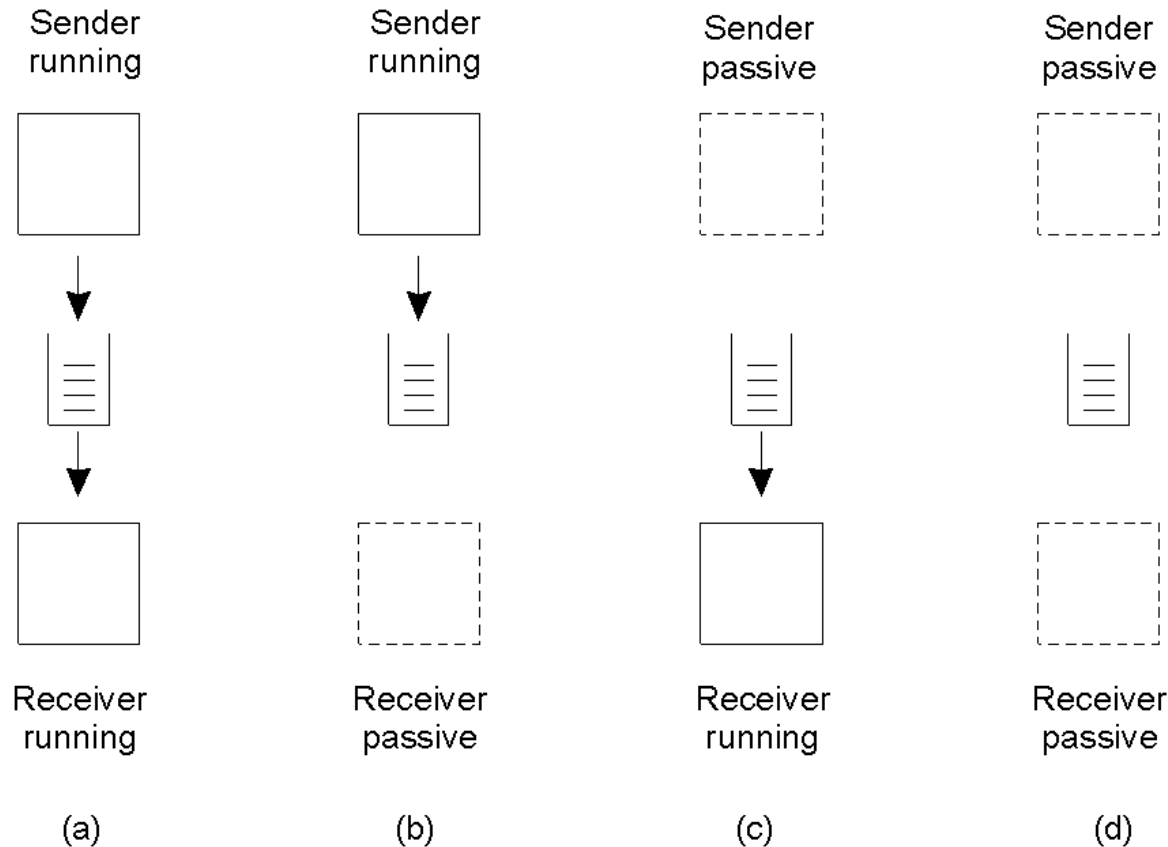 Sender
running
Sender
running
Sender
passive
Sender
passive
Receiver
running
Receiver
passive
Receiver
running
Receiver
passive
(a)
(b)
(c)
(d)